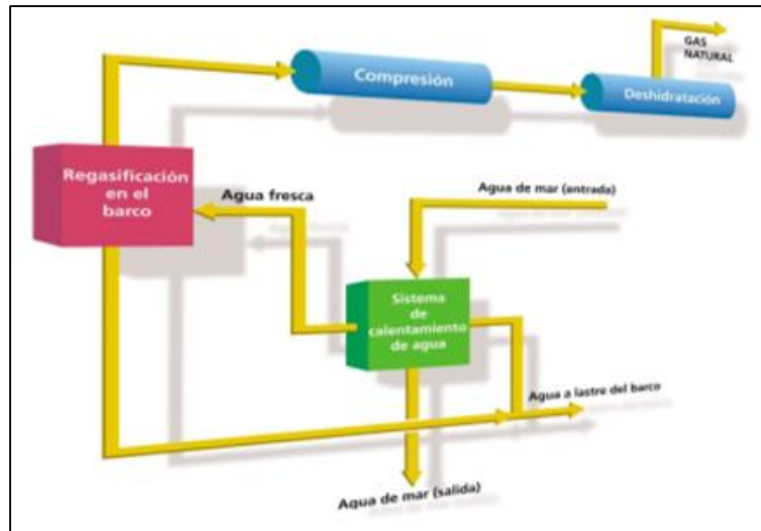 GAS
NATURAL
Compresión
Deshidratación
Regasificación
en el
barco
Agua fresca
Agua de mar (entrada)
Sistema
de
calentamiento
de agua
Agua a lastre del barco
Agua de mar (salida)